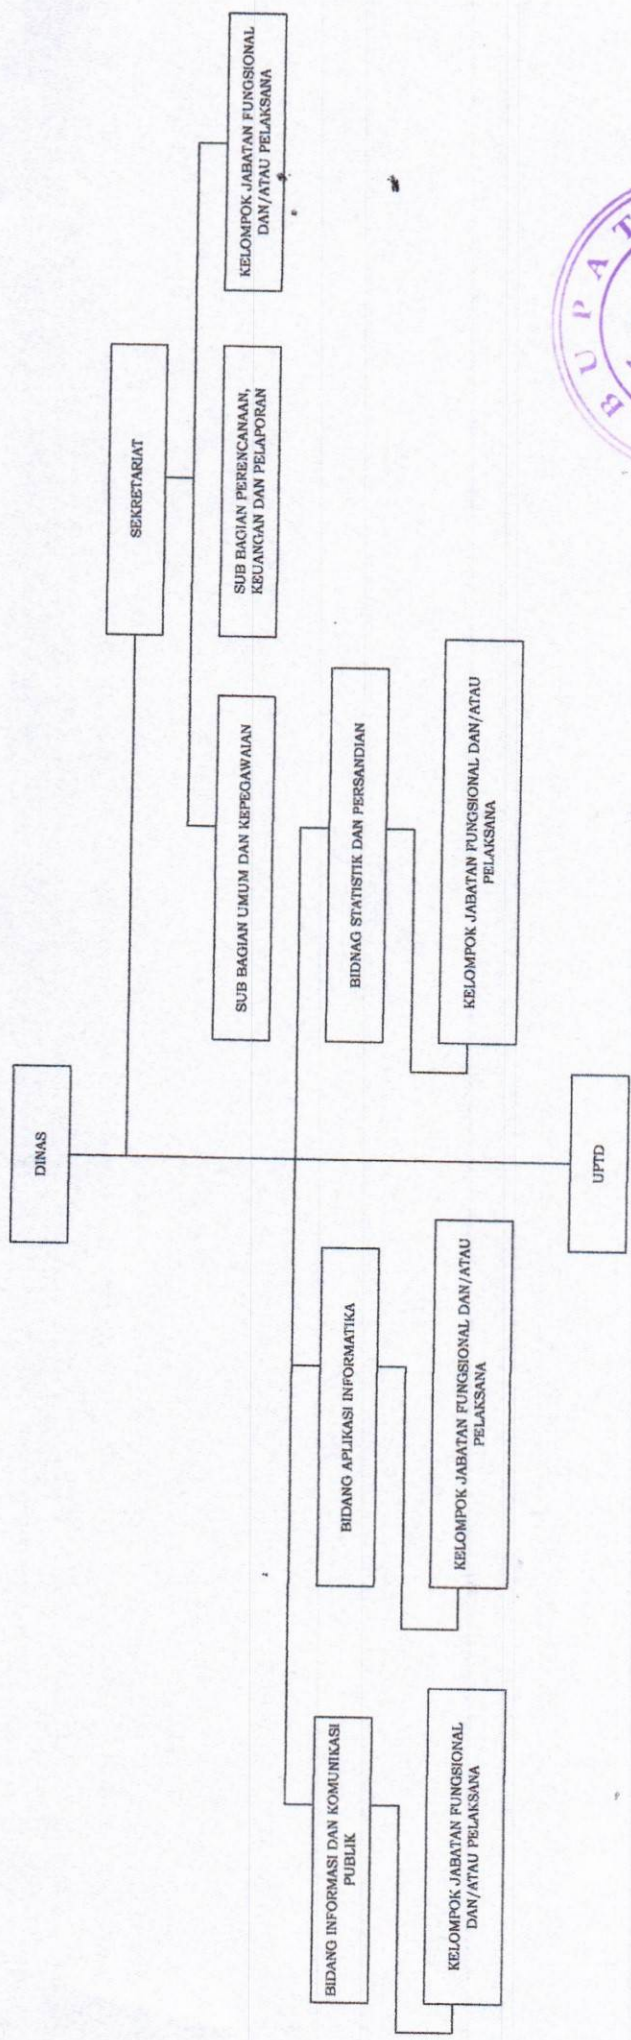 DINAS
SEKRETARIAT
SUB BAGIAN UMUM DAN KEPEGAWAIAN
SUB BAGIAN PERENCANAAN,
KEUANGAN DAN PELAPORAN
KELOMPOK JABATAN FUNGSIONAL
DAN/ATAU PELAKSANA
BIDANG INFORMASI DAN KOMUNIKASI
PUBLIK
BIDANG APLIKASI INFORMATIKA
BIDNAG STATISTIK DAN PERSANDIAN
KELOMPOK JABATAN FUNGSIONAL
DAN/ATAU PELAKSANA
KELOMPOK JABATAN FUNGSIONAL DAN/ATAU
PELAKSANA
KELOMPOK JABATAN FUNGSIONAL DAN/ATAU
PELAKSANA
UPTD
BUPAT